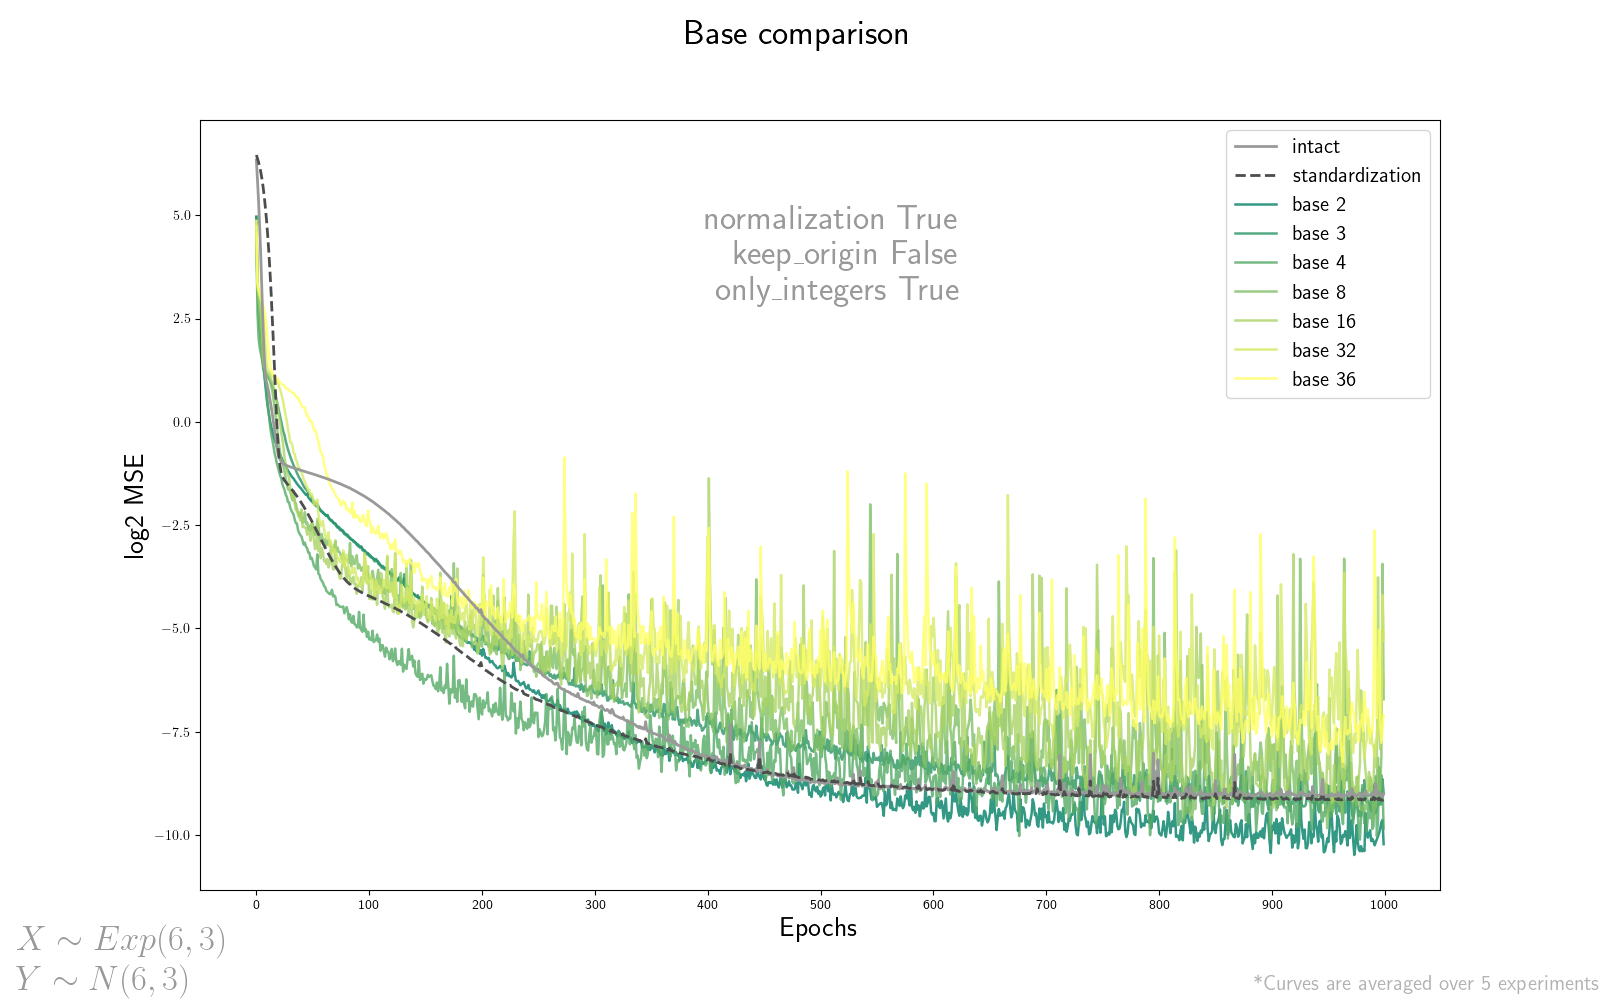 Base comparison
intact
standardization
base 2
base 3
base 4
base 8
base 16
base 32
base 36
normalization True
keep_origin False
only_integers True
log2 MSE
5.0
2.5
0.0
−2.5
−5.0
−7.5
−10.0
0 100 200 300 400 500 600 700 800 900 1000
Epochs
X ∼ Exp(6, 3)
Y ∼ N(6, 3)
*Curves are averaged over 5 experiments